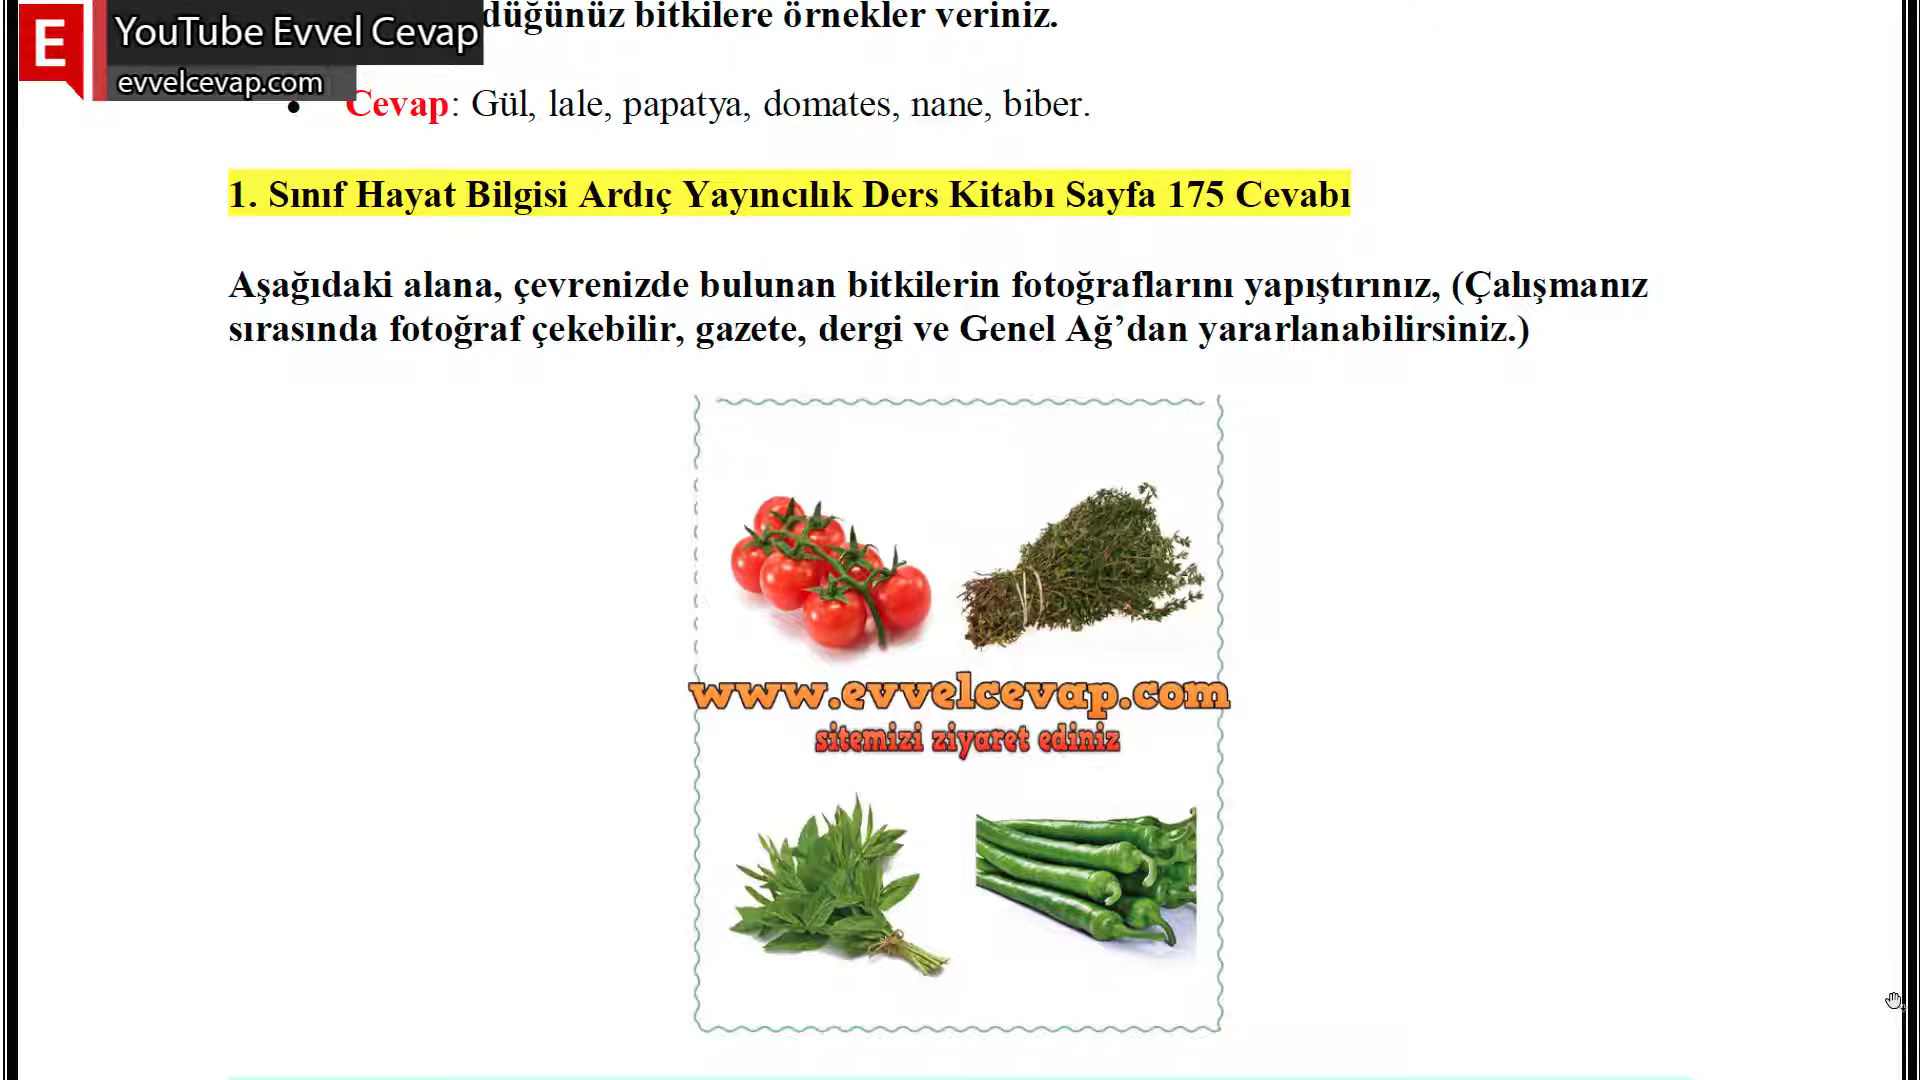 düğünüz bitkilere örnekler veriniz.
E YouTube Evvel Cevap
evvelcevap.com
• Cevap: Gül, lale, papatya, domates, nane, biber.
1. Sınıf Hayat Bilgisi Ardıç Yayıncılık Ders Kitabı Sayfa 175 Cevabı
Aşağıdaki alana, çevrenizde bulunan bitkilerin fotoğraflarını yapıştırınız, (Çalışmanız
sırasında fotoğraf çekebilir, gazete, dergi ve Genel Ağ’dan yararlanabilirsiniz.)
www.evvelcevap.com
sitemizi ziyaret ediniz